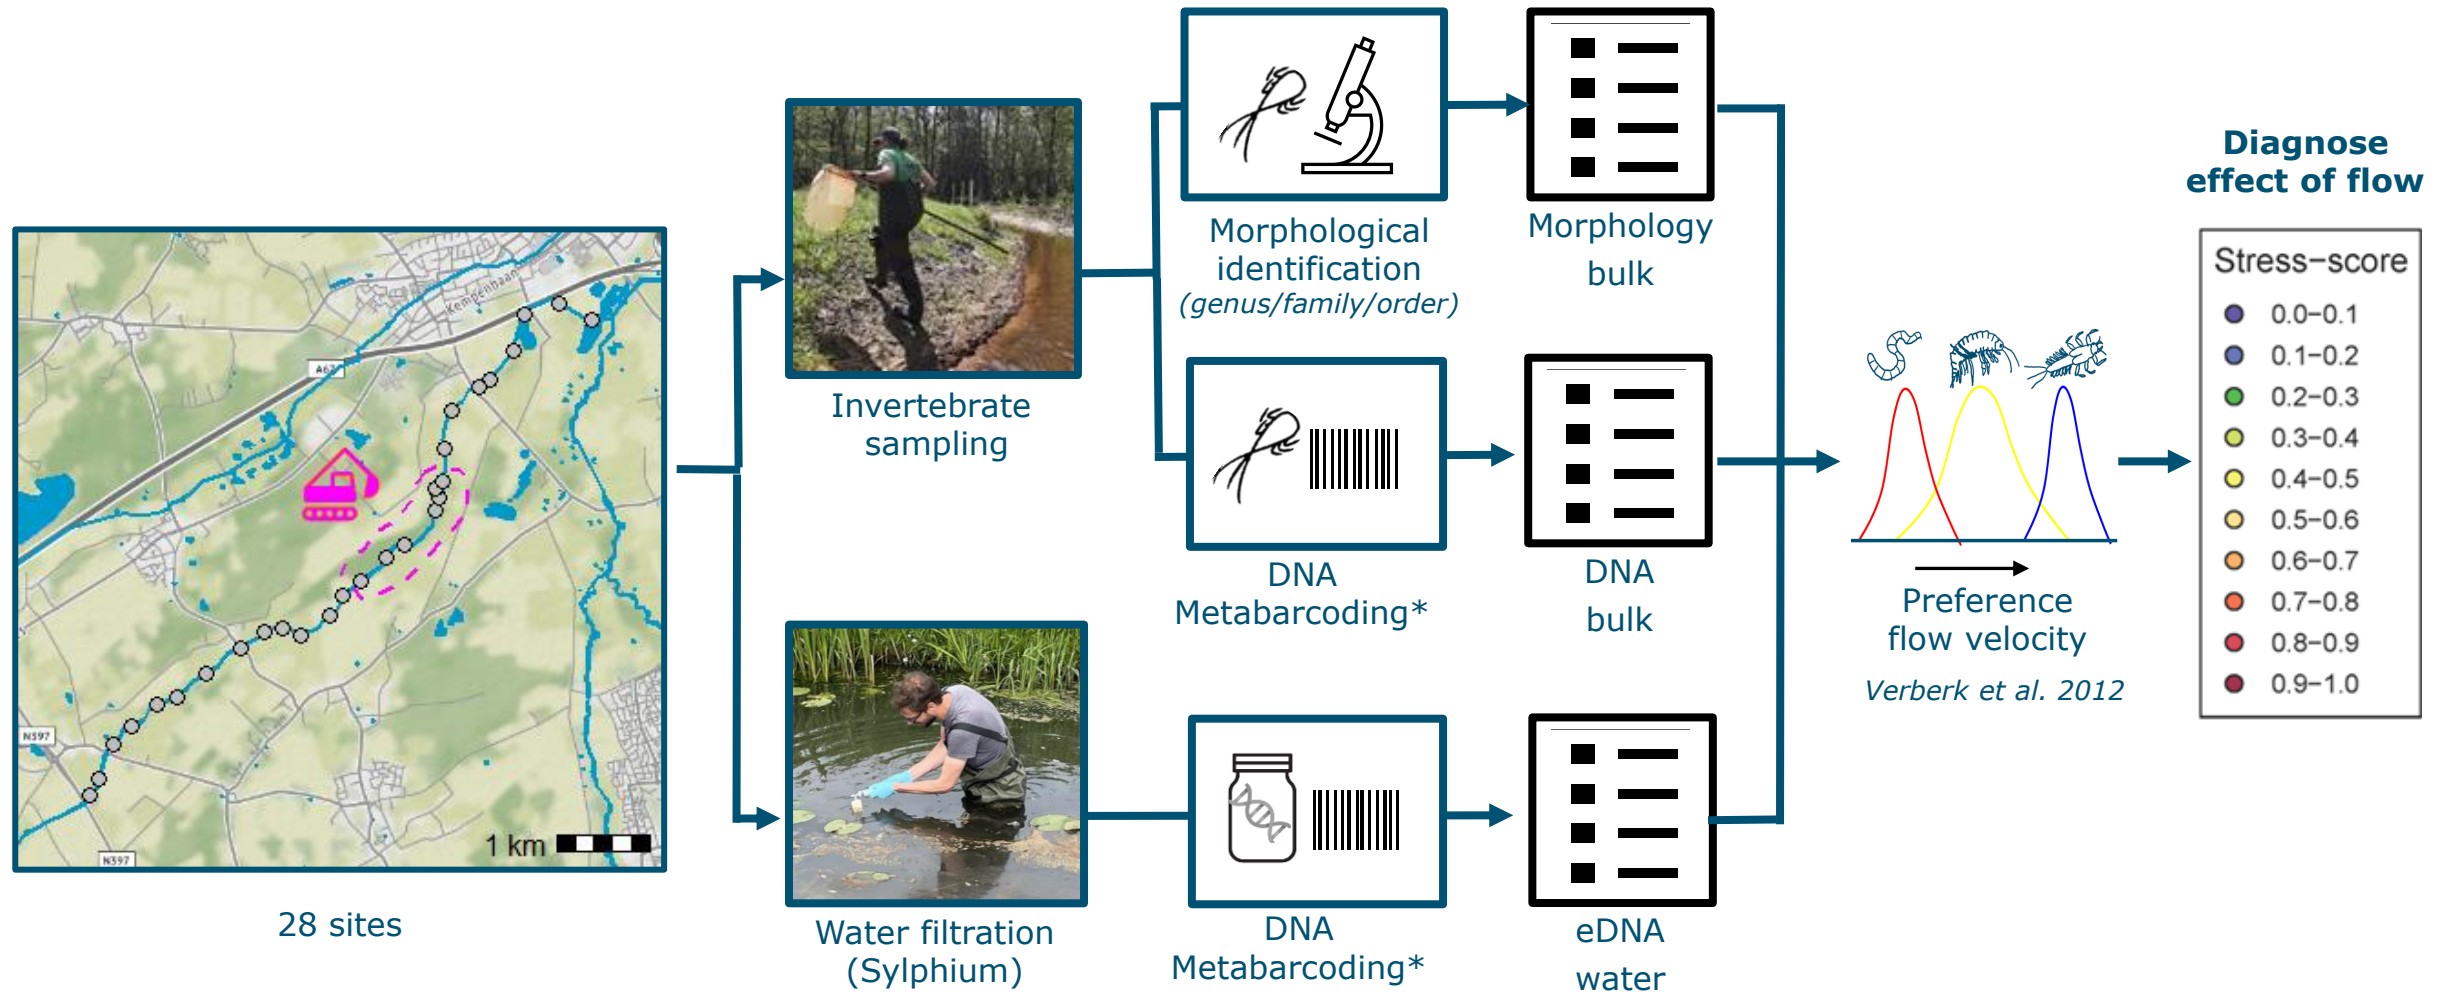 Kempenbaan
A67
N397
N397
1 km
28 sites
Invertebrate
sampling
Water filtration
(Sylphium)
Morphological
identification
(genus/family/order)
DNA
Metabarcoding*
DNA
Metabarcoding*
Morphology
bulk
DNA
bulk
eDNA
water
Preference
flow velocity
Verberk et al. 2012
Diagnose
effect of flow
Stress−score
0.0−0.1
0.1−0.2
0.2−0.3
0.3−0.4
0.4−0.5
0.5−0.6
0.6−0.7
0.7−0.8
0.8−0.9
0.9−1.0